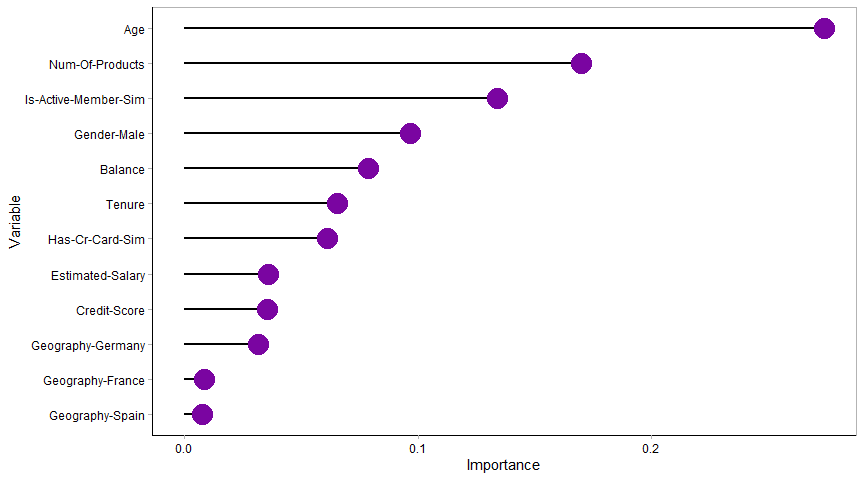 Age
Num-Of-Products
Is-Active-Member-Sim
Gender-Male
Balance
Tenure
Has-Cr-Card-Sim
Estimated-Salary
Credit-Score
Geography-Germany
Geography-France
Geography-Spain
Variable
0.0 0.1 0.2
Importance